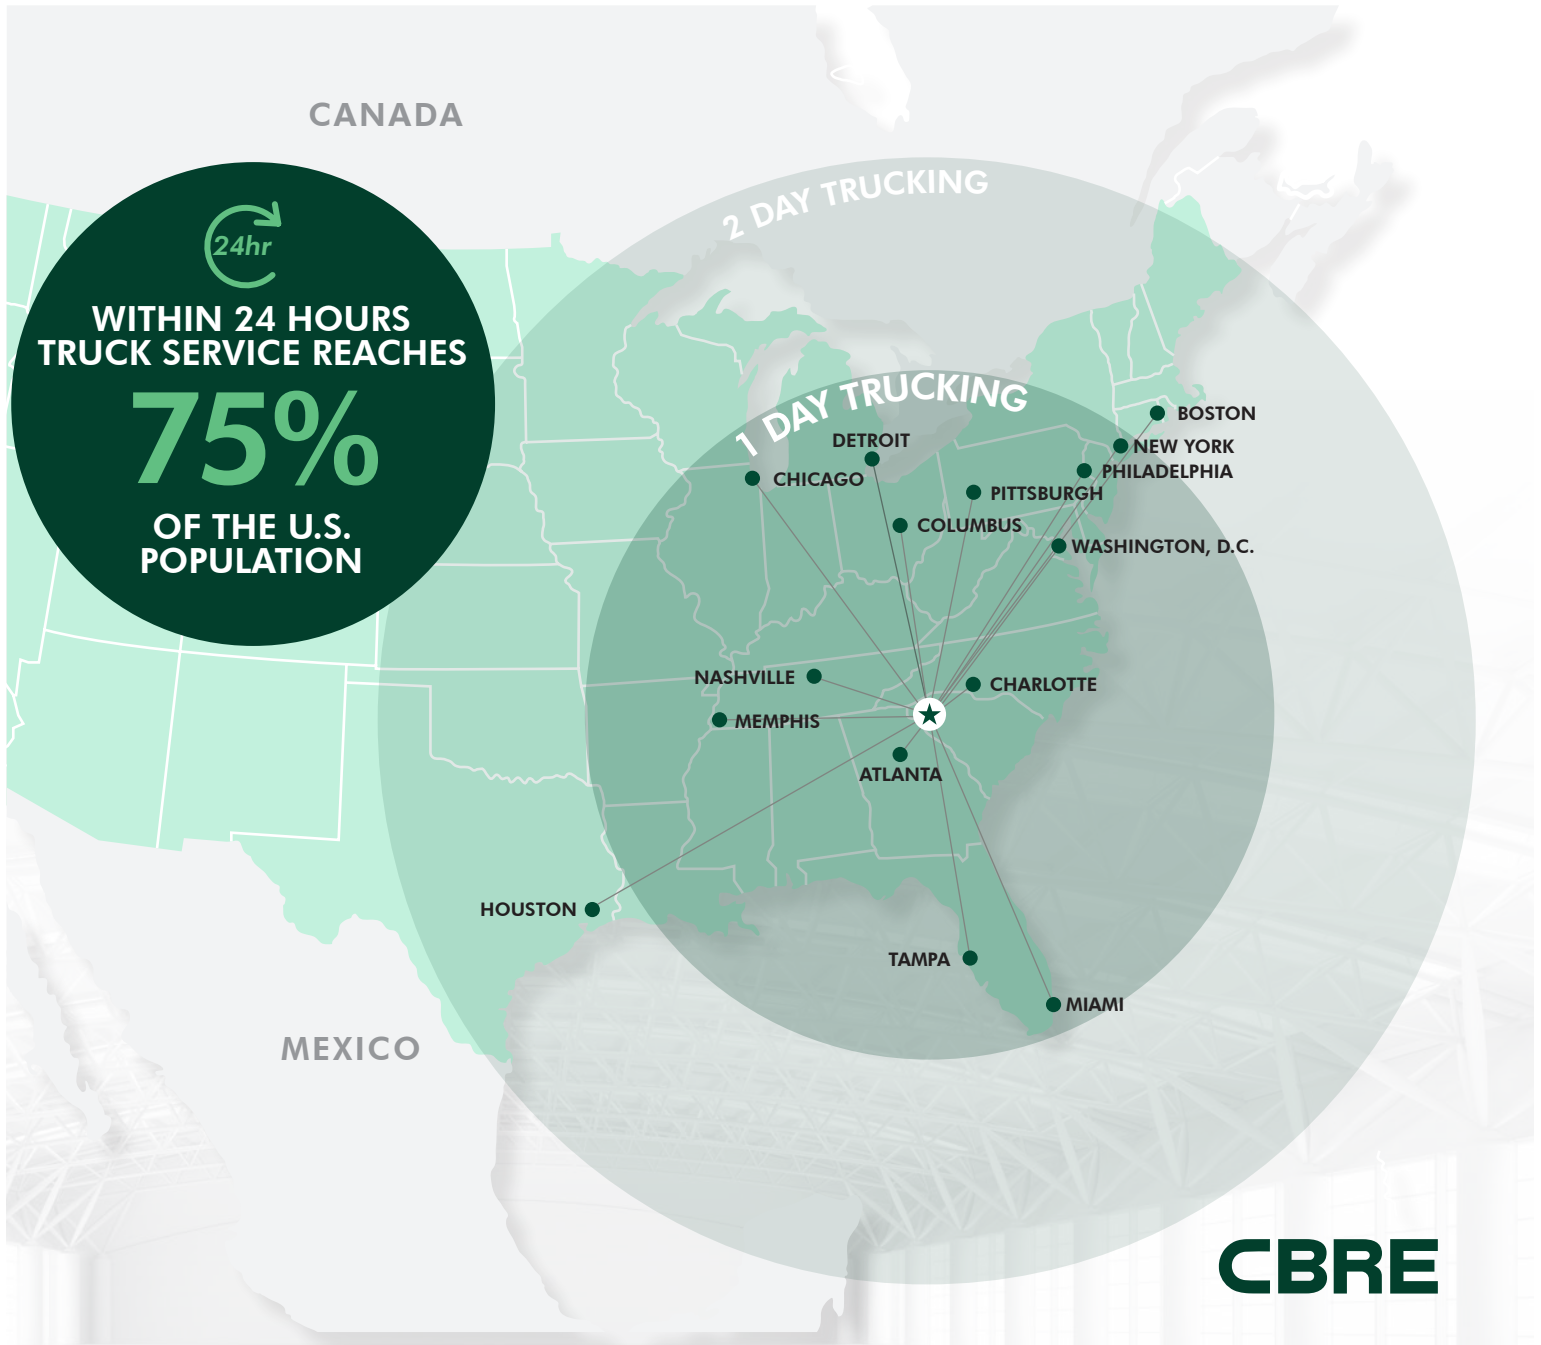 CANADA
2 DAY TRUCKING
24hr
WITHIN 24 HOURS
TRUCK SERVICE REACHES
75%
OF THE U.S.
POPULATION
1 DAY TRUCKING
BOSTON
DETROIT
NEW YORK
CHICAGO
PHILADELPHIA
PITTSBURGH
COLUMBUS
WASHINGTON, D.C.
NASHVILLE
CHARLOTTE
MEMPHIS
ATLANTA
HOUSTON
TAMPA
MIAMI
MEXICO
CBRE